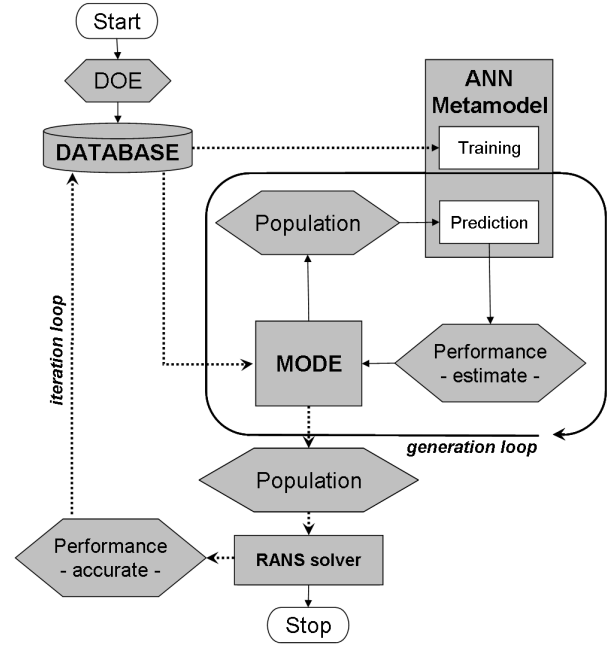 Start
DOE
DATABASE
ANN
Metamodel
Training
Population
Prediction
iteration loop
MODE
Performance
- estimate -
generation loop
Population
Performance
- accurate -
RANS solver
Stop